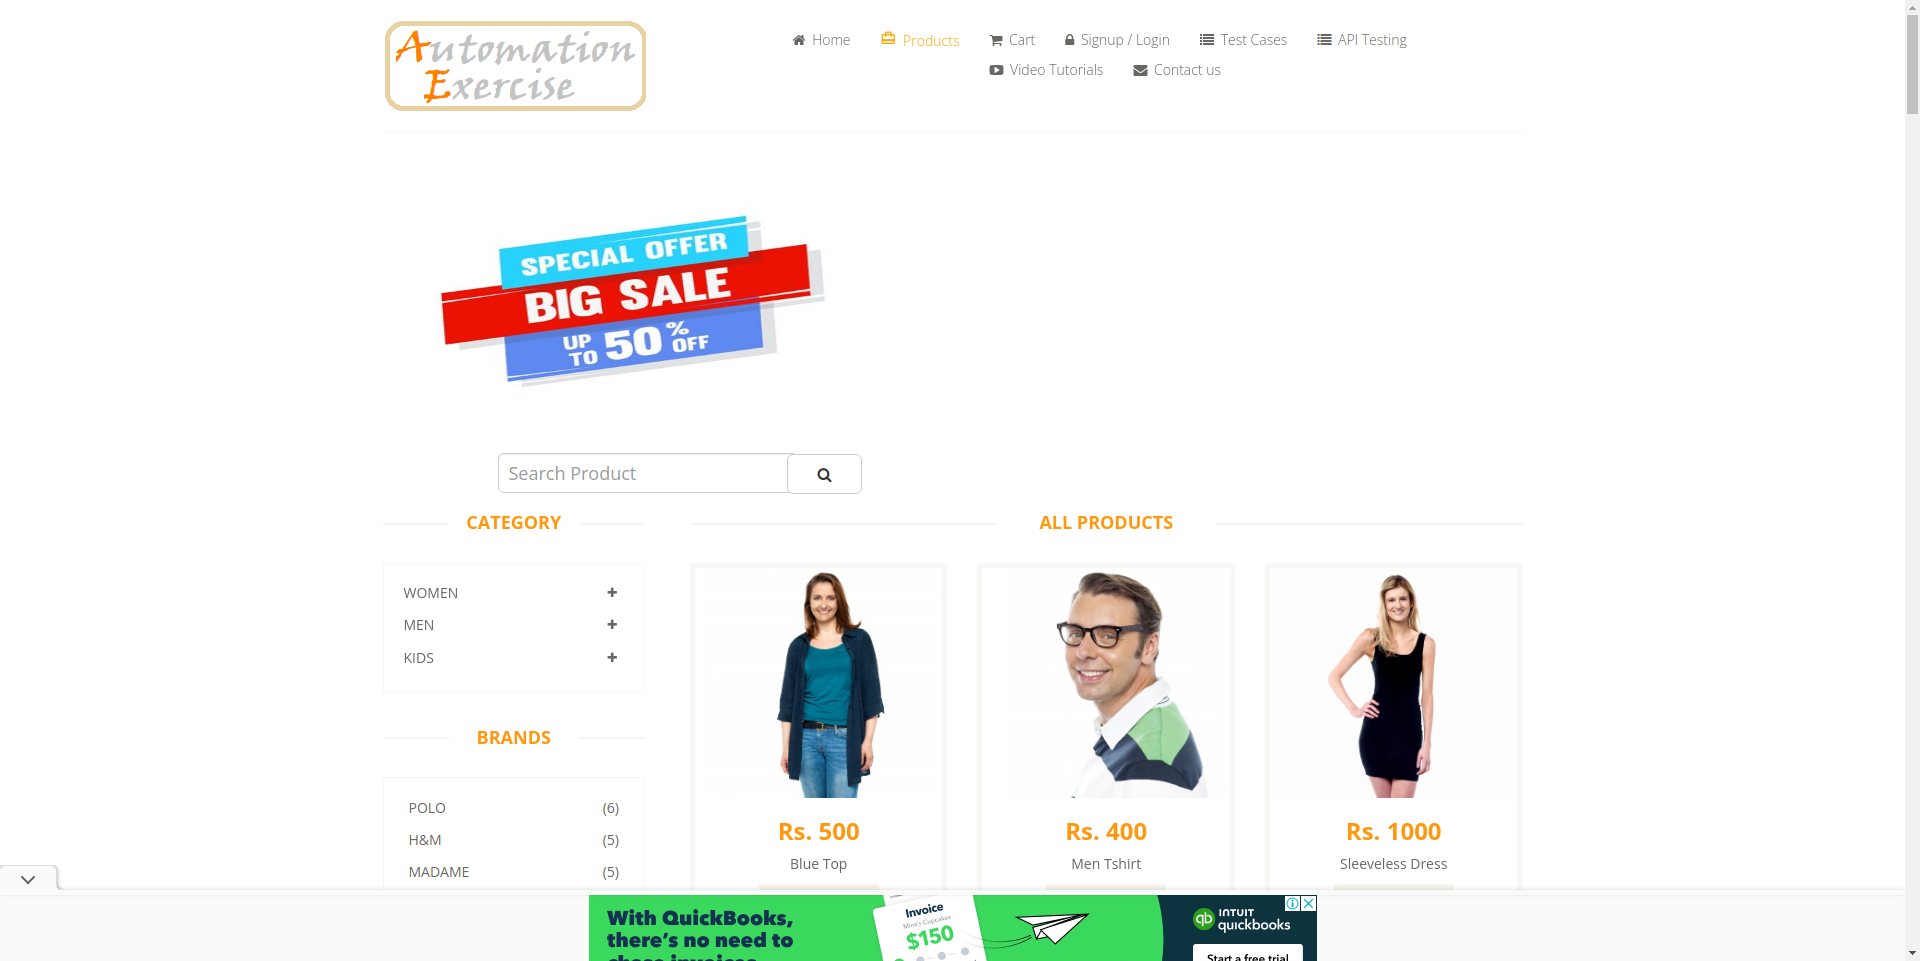 Automation
Exercise
Home
Products
Cart
Signup / Login
Test Cases
API Testing
Video Tutorials
Contact us
SPECIAL OFFER
BIG SALE
UP TO 50% OFF
Search Product
CATEGORY
WOMEN
MEN
KIDS
BRANDS
POLO (6)
H&M (5)
MADAME (5)
ALL PRODUCTS
Rs. 500
Blue Top
Rs. 400
Men Tshirt
Rs. 1000
Sleeveless Dress
With QuickBooks,
there's no need to
Invoice
Mina's Cupcakes
$150
qb INTUIT
quickbooks
Start a free trial